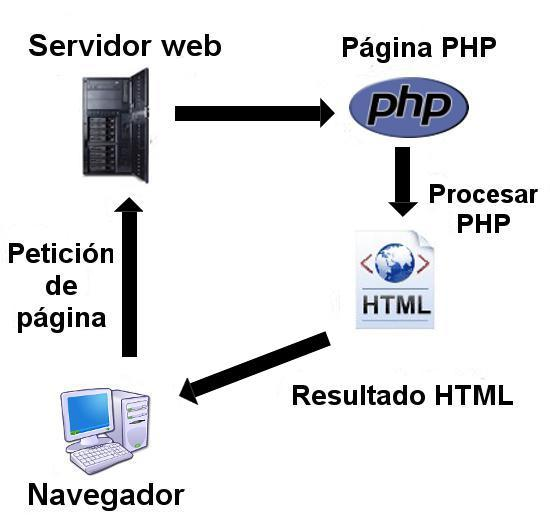 Servidor web
Página PHP
php
Procesar
PHP
Petición
de
página
HTML
Resultado HTML
Navegador